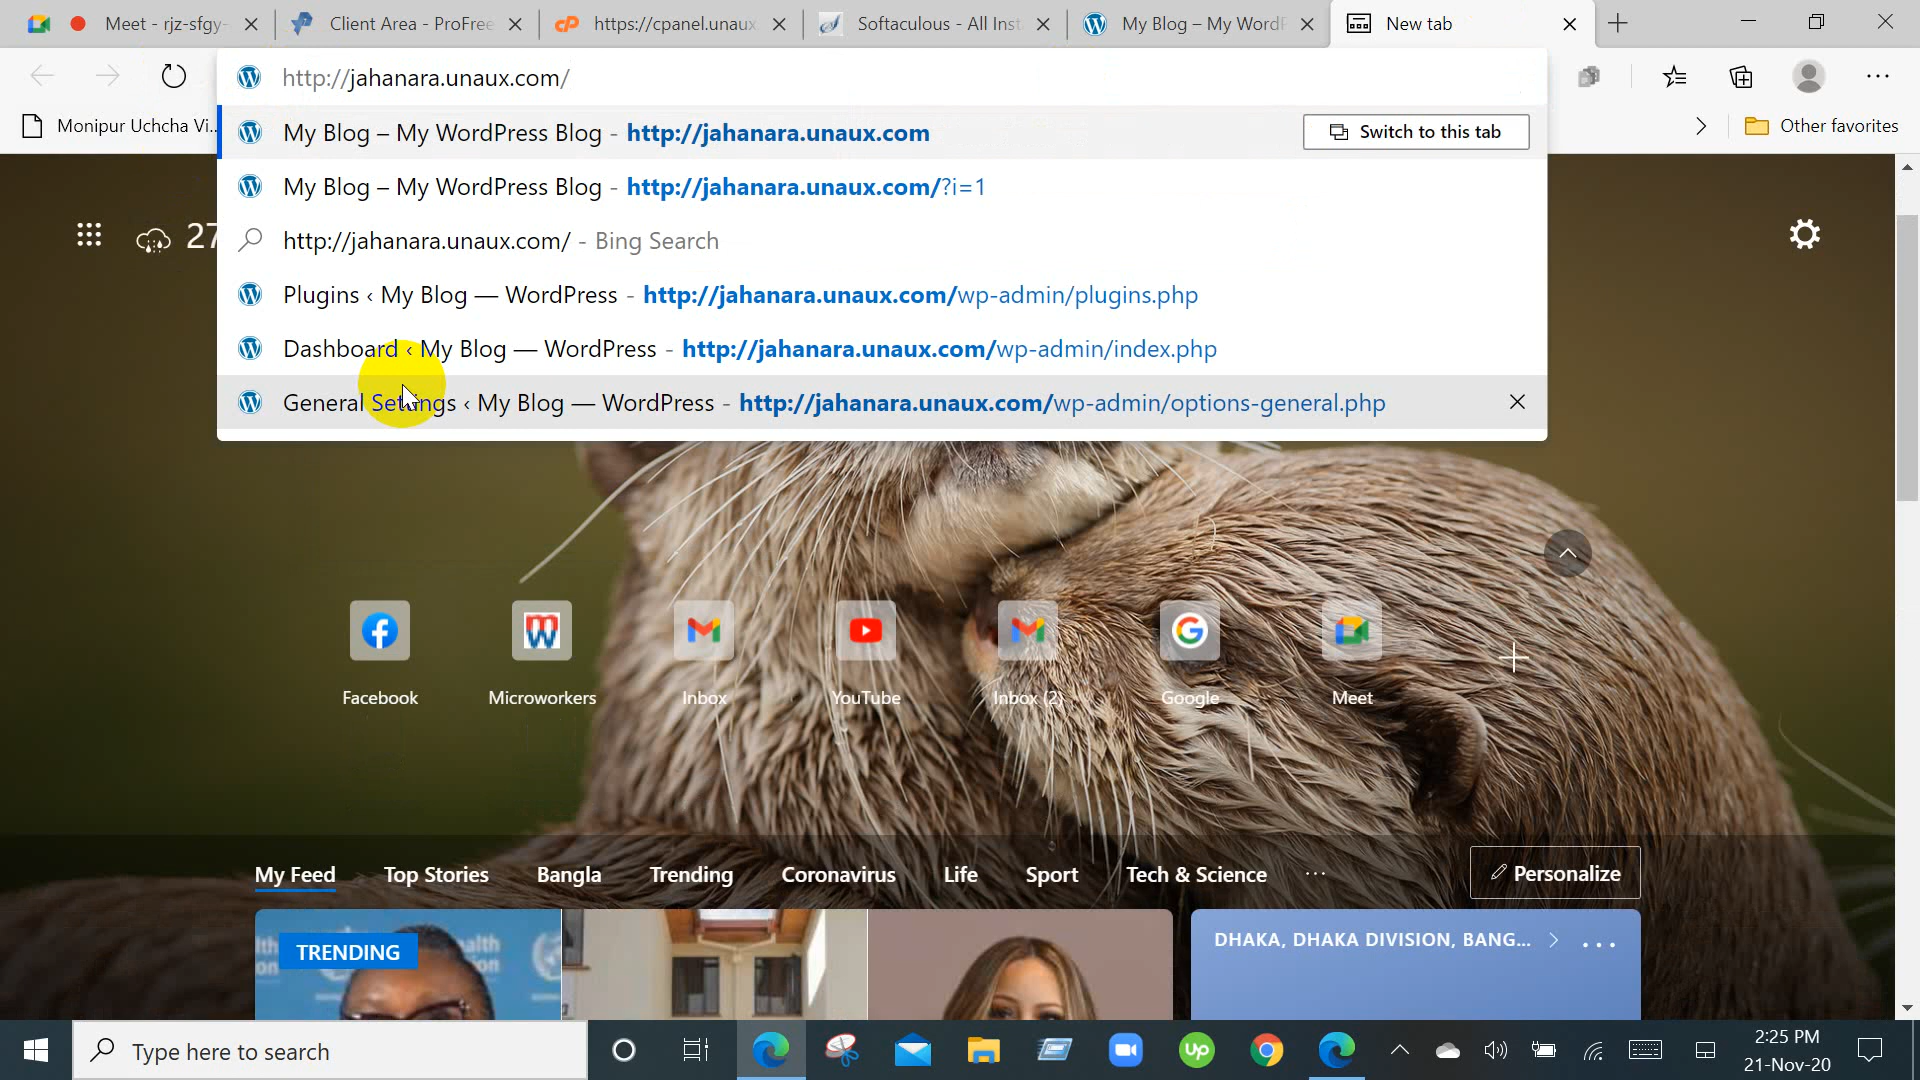 Meet - rjz-sfgy-
Client Area - ProFree
https://cpanel.unaux
Softaculous - All Inst
My Blog – My WordP
New tab
http://jahanara.unaux.com/
Monipur Uchcha Vi...
Other favorites
My Blog – My WordPress Blog - http://jahanara.unaux.com
Switch to this tab
My Blog – My WordPress Blog - http://jahanara.unaux.com/?i=1
http://jahanara.unaux.com/ - Bing Search
27
Plugins ‹ My Blog — WordPress - http://jahanara.unaux.com/wp-admin/plugins.php
Dashboard ‹ My Blog — WordPress - http://jahanara.unaux.com/wp-admin/index.php
General Settings ‹ My Blog — WordPress - http://jahanara.unaux.com/wp-admin/options-general.php
Facebook
Microworkers
Inbox
YouTube
Inbox (2)
Google
Meet
My Feed
Top Stories
Bangla
Trending
Coronavirus
Life
Sport
Tech & Science
...
Personalize
TRENDING
DHAKA, DHAKA DIVISION, BANG...
Type here to search
2:25 PM
21-Nov-20